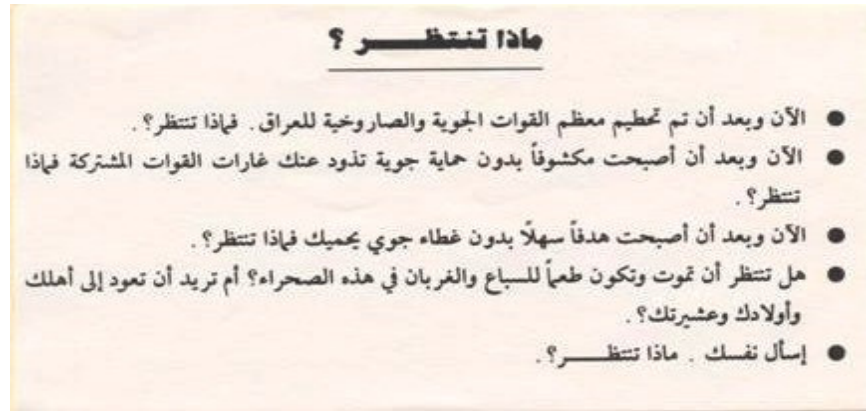 ماذا تنتظـــــر ؟
● الآن وبعد أن تم تحطيم معظم القوات الجوية والصاروخية للعراق . فماذا تنتظر؟ .
● الآن وبعد أن أصبحت مكشوفاً بدون حماية جوية تذود عنك غارات القوات المشتركة فماذا
تنتظر؟ .
● الآن وبعد أن أصبحت هدفاً سهلًا بدون غطاء جوي يحميك فماذا تنتظر؟ .
● هل تنتظر أن تموت وتكون طعماً للسباع والغربان في هذه الصحراء؟ أم تريد أن تعود إلى أهلك
وأولادك وعشيرتك؟ .
● إسأل نفسك . ماذا تنتظـــــر؟ .